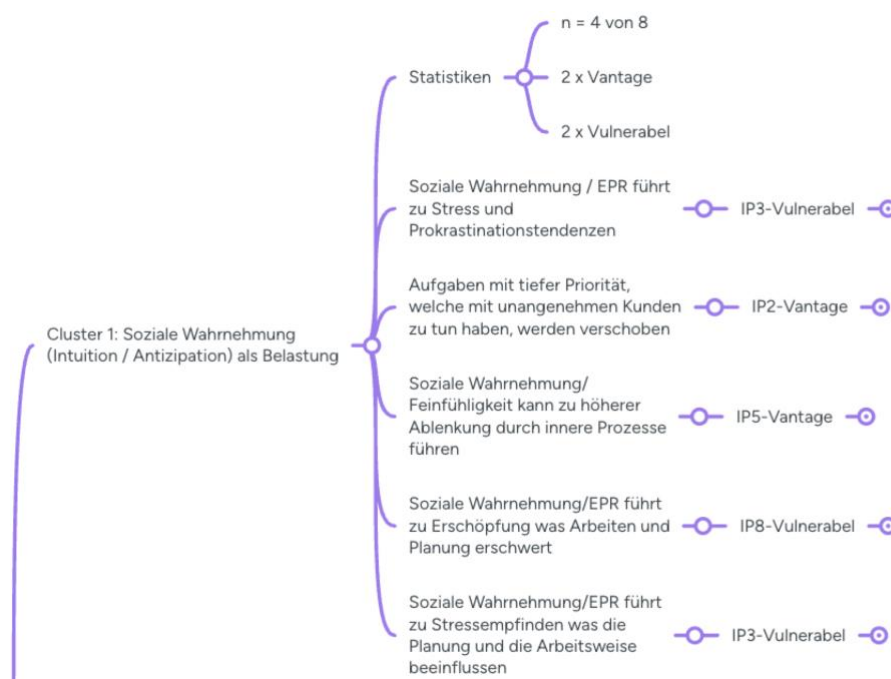 n = 4 von 8
Statistiken
2 x Vantage
2 x Vulnerabel
Soziale Wahrnehmung / EPR führt
zu Stress und
Prokrastinationstendenzen
IP3-Vulnerabel
Aufgaben mit tiefer Priorität,
welche mit unangenehmen Kunden
zu tun haben, werden verschoben
IP2-Vantage
Cluster 1: Soziale Wahrnehmung
(Intuition / Antizipation) als Belastung
Soziale Wahrnehmung/
Feinfühligkeit kann zu höherer
Ablenkung durch innere Prozesse
führen
IP5-Vantage
Soziale Wahrnehmung/EPR führt
zu Erschöpfung was Arbeiten und
Planung erschwert
IP8-Vulnerabel
Soziale Wahrnehmung/EPR führt
zu Stressempfinden was die
Planung und die Arbeitsweise
beeinflussen
IP3-Vulnerabel